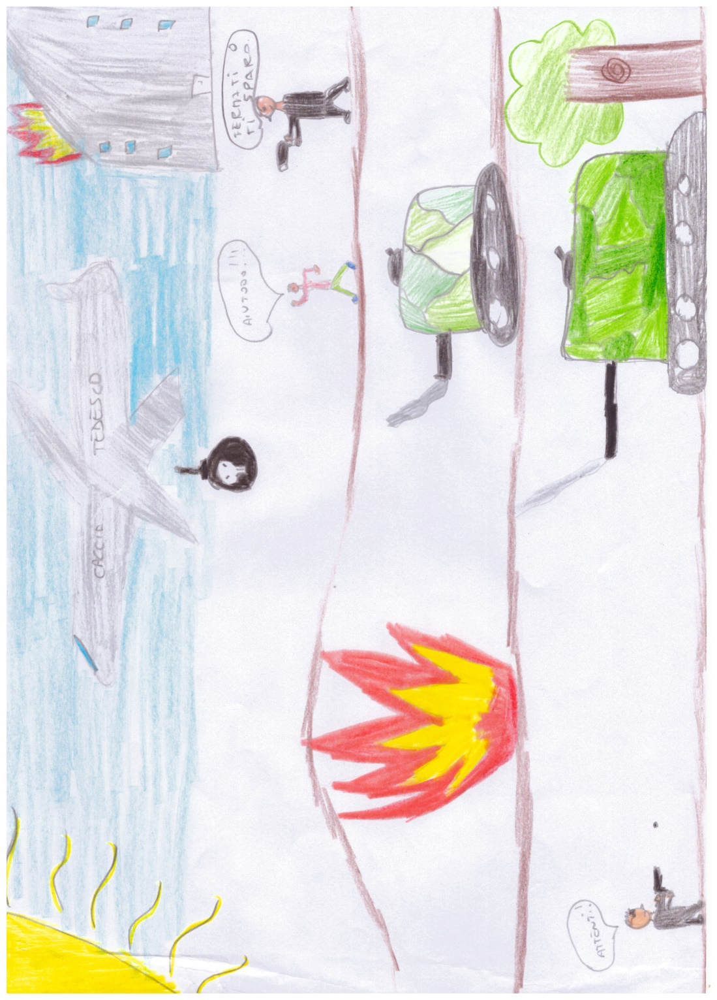 FERMATI O
TI SPARO.
CACCIA TEDESCO
AIUTOOO!!!
ATTENTI!!